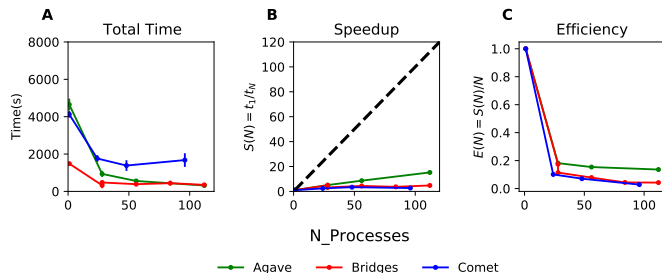 A
Total Time
B
Speedup
C
Efficiency
Time(s)
8000
6000
4000
2000
0
0
50
100
S(N) = t1/tN
120
100
80
60
40
20
0
0
50
100
E(N) = S(N)/N
1.0
0.8
0.6
0.4
0.2
0.0
0
50
100
N_Processes
Agave
Bridges
Comet